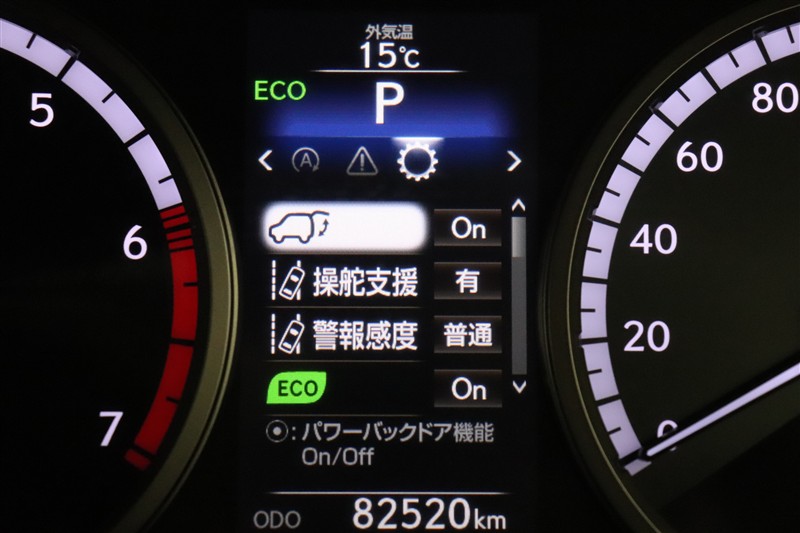 外気温
15℃
ECO
P
A
On
操舵支援 有
警報感度 普通
ECO On
⦿:パワーバックドア機能
On/Off
ODO 82520km
5
6
7
80
60
40
20
0